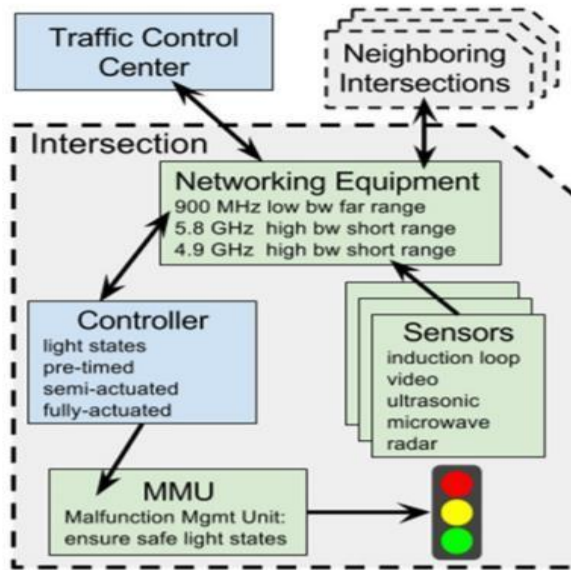 Traffic Control
Center
Neighboring
Intersections
Intersection
Networking Equipment
900 MHz low bw far range
5.8 GHz high bw short range
4.9 GHz high bw short range
Controller
light states
pre-timed
semi-actuated
fully-actuated
Sensors
induction loop
video
ultrasonic
microwave
radar
MMU
Malfunction Mgmt Unit:
ensure safe light states